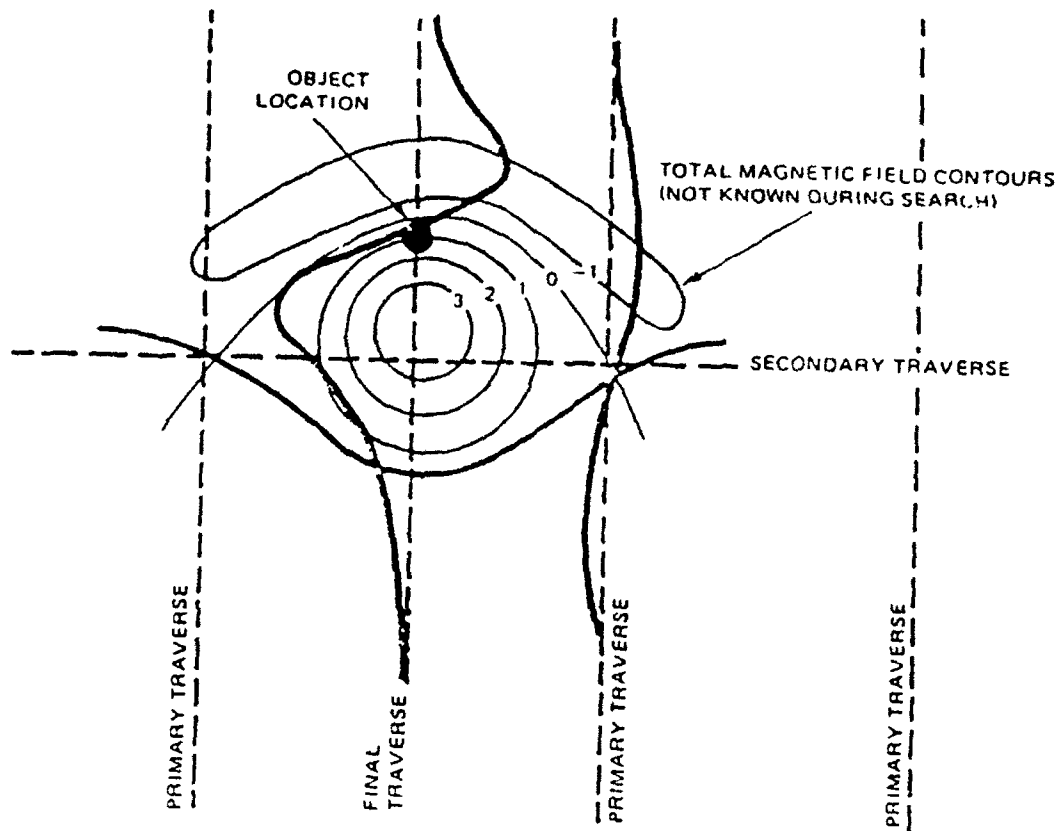 OBJECT
LOCATION
TOTAL MAGNETIC FIELD CONTOURS
(NOT KNOWN DURING SEARCH)
3 2 1 0 -1
SECONDARY TRAVERSE
PRIMARY TRAVERSE
FINAL
TRAVERSE
PRIMARY TRAVERSE
PRIMARY TRAVERSE